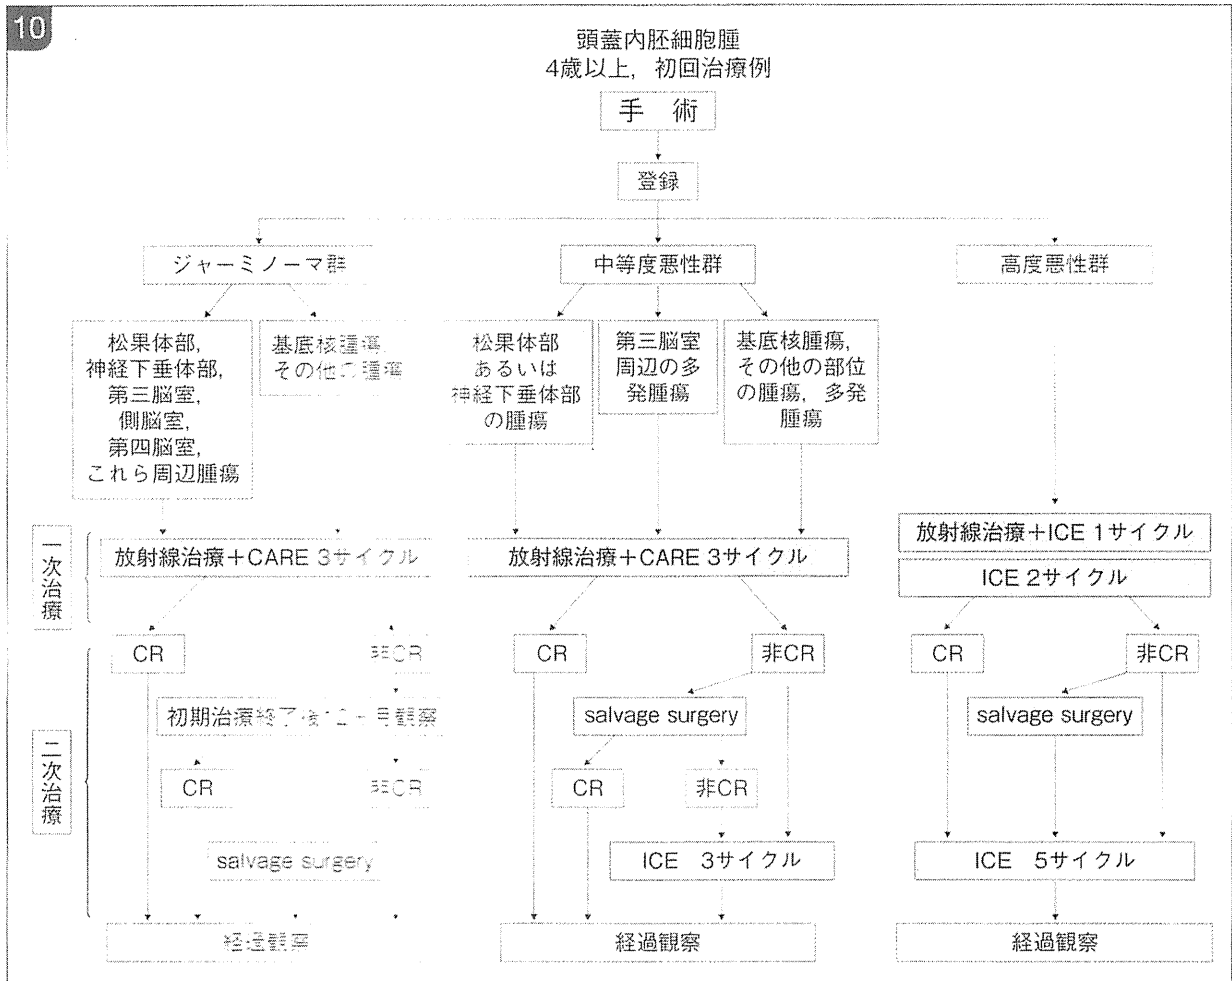 10
頭蓋内胚細胞腫
4歳以上，初回治療例
手　術
登録
ジャーミノーマ群
中等度悪性群
高度悪性群
松果体部,
神経下垂体部,
第三脳室,
側脳室,
第四脳室,
これら周辺腫瘍
基底核腫瘍,
その他の腫瘍
松果体部
あるいは
神経下垂体部
の腫瘍
第三脳室
周辺の多
発腫瘍
基底核腫瘍,
その他の部位
の腫瘍，多発
腫瘍
一次治療
放射線治療＋CARE 3サイクル
放射線治療＋CARE 3サイクル
放射線治療＋ICE 1サイクル
ICE 2サイクル
二次治療
CR
非CR
CR
非CR
CR
非CR
初期治療終了後 月観察
salvage surgery
salvage surgery
CR
非CR
CR
非CR
salvage surgery
ICE　3サイクル
ICE　5サイクル
経過観察
経過観察
経過観察